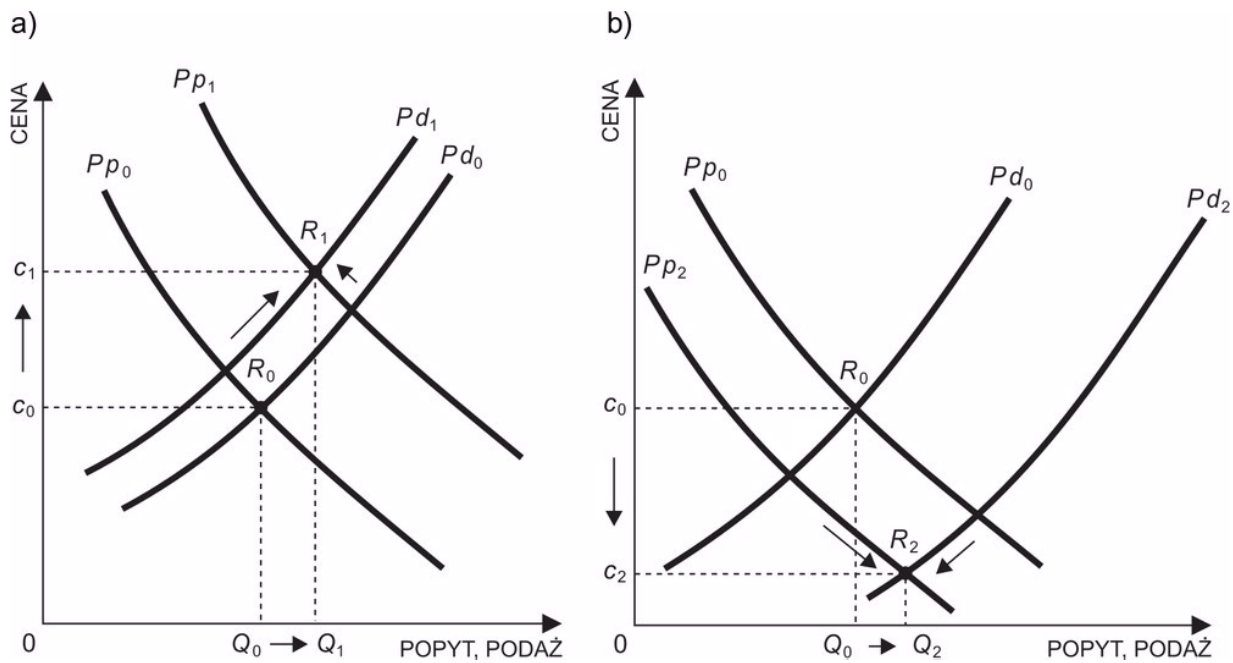 a)
CENA
Pp₁
Pd₁
Pp₀
Pd₀
R₁
c₁
R₀
c₀
0
Q₀ → Q₁
POPYT, PODAŻ
b)
CENA
Pp₀
Pd₀
Pd₂
Pp₂
R₀
c₀
R₂
c₂
0
Q₀ → Q₂
POPYT, PODAŻ